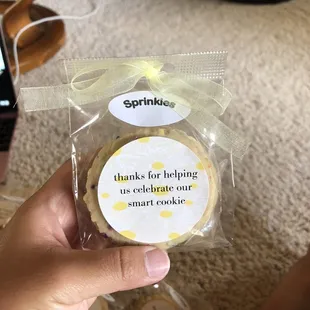 Sprinkles
thanks for helping
us celebrate our
smart cookie